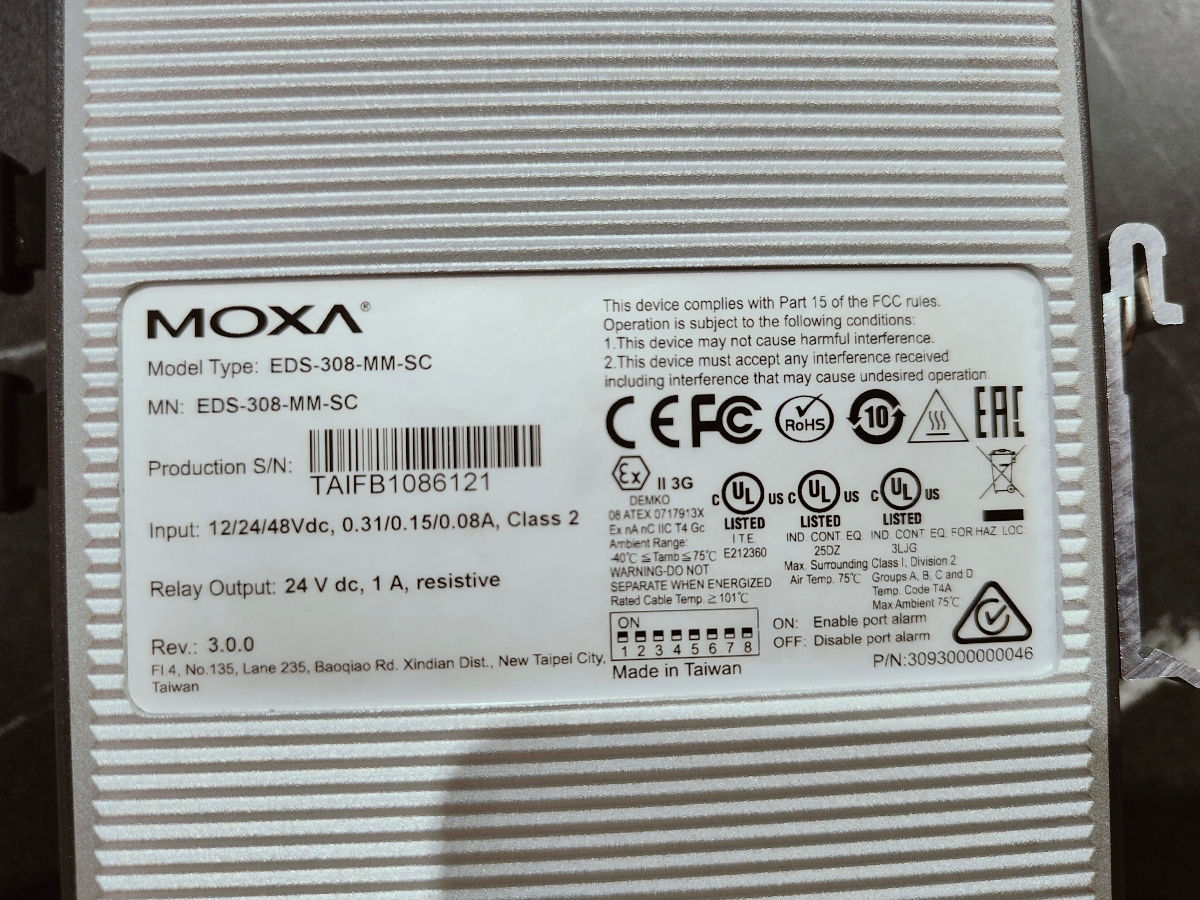 MOXA®
Model Type: EDS-308-MM-SC
MN: EDS-308-MM-SC
Production S/N:
TAIFB1086121
Input: 12/24/48Vdc, 0.31/0.15/0.08A, Class 2
Relay Output: 24 V dc, 1 A, resistive
Rev.: 3.0.0
Fl.4, No.135, Lane 235, Baoqiao Rd. Xindian Dist., New Taipei City,
Taiwan
This device complies with Part 15 of the FCC rules.
Operation is subject to the following conditions:
1.This device may not cause harmful interference.
2.This device must accept any interference received
including interference that may cause undesired operation.
CE FC RoHS 10 EAC
Ex II 3G
DEMKO
08 ATEX 0717913X
Ex nA nC IIC T4 Gc
Ambient Range:
-40℃ ≦Tamb≦75℃
WARNING-DO NOT
SEPARATE WHEN ENERGIZED
Rated Cable Temp. ≧101℃
C UL US
LISTED
I.T.E.
E212360
C UL US
LISTED
IND. CONT. EQ.
25DZ
Max. Surrounding
Air Temp. 75℃
C UL US
LISTED
IND. CONT. EQ. FOR HAZ. LOC.
3LJG
Class I, Division 2
Groups A, B, C and D
Temp. Code T4A
Max.Ambient 75℃
ON
1 2 3 4 5 6 7 8
ON: Enable port alarm
OFF: Disable port alarm
Made in Taiwan
P/N:3093000000046